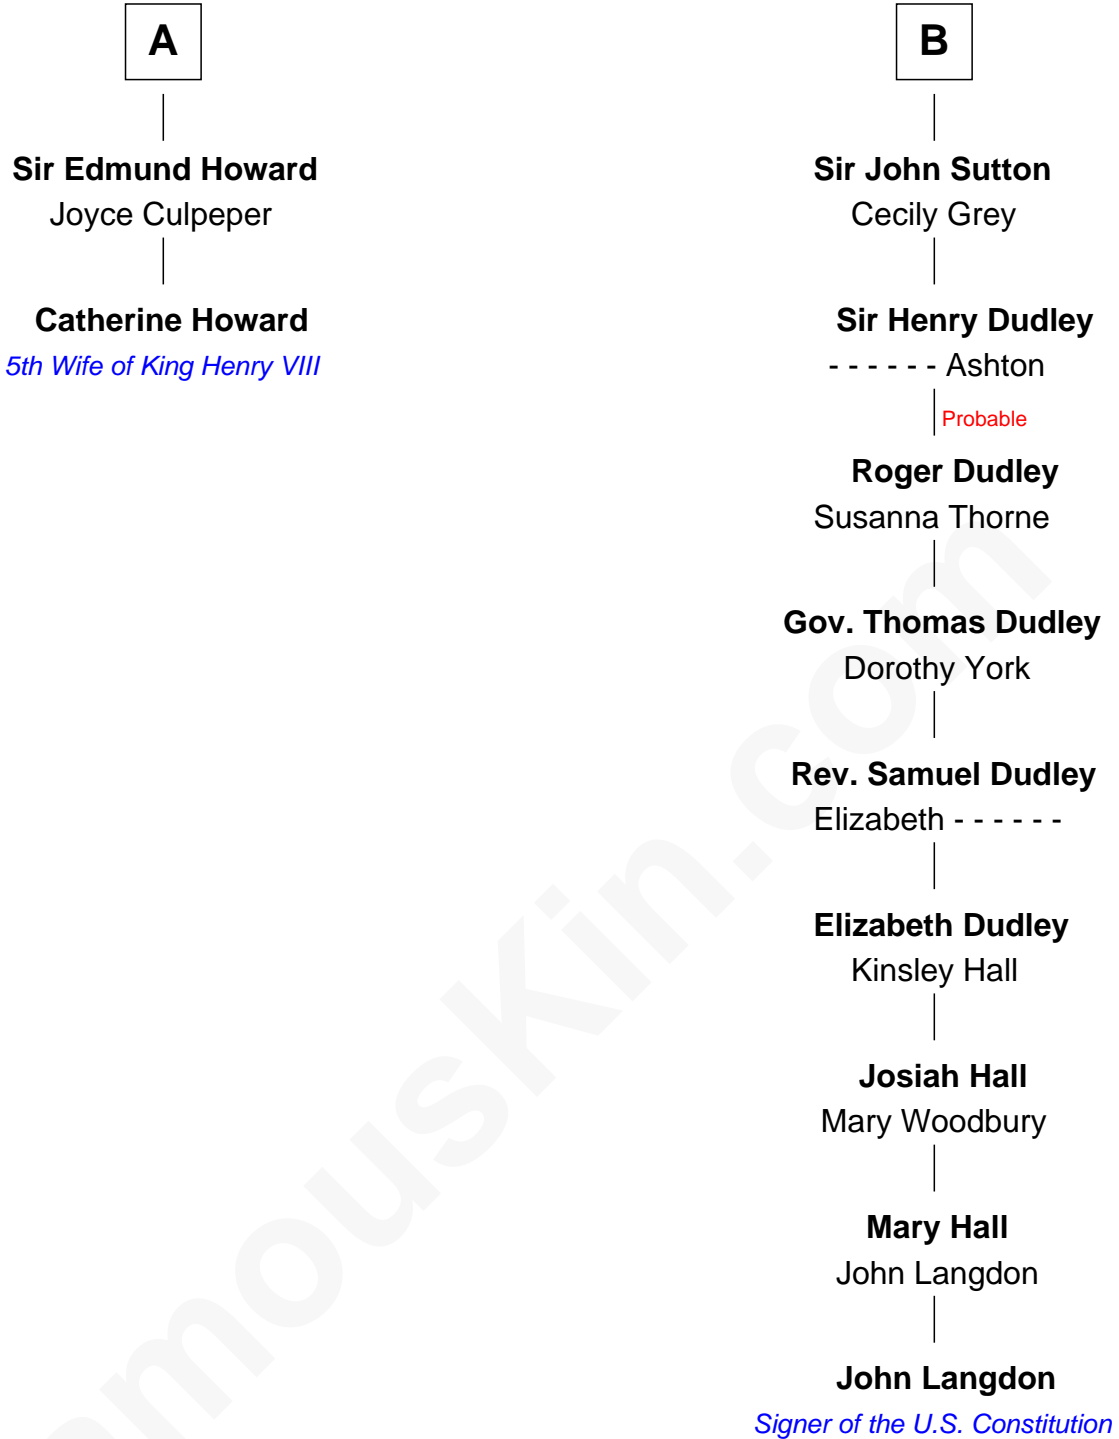 A
Sir Edmund Howard
Joyce Culpeper
Catherine Howard
5th Wife of King Henry VIII
B
Sir John Sutton
Cecily Grey
Sir Henry Dudley
- - - - - - Ashton
Probable
Roger Dudley
Susanna Thorne
Gov. Thomas Dudley
Dorothy York
Rev. Samuel Dudley
Elizabeth - - - - - -
Elizabeth Dudley
Kinsley Hall
Josiah Hall
Mary Woodbury
Mary Hall
John Langdon
John Langdon
Signer of the U.S. Constitution
amouskin.com